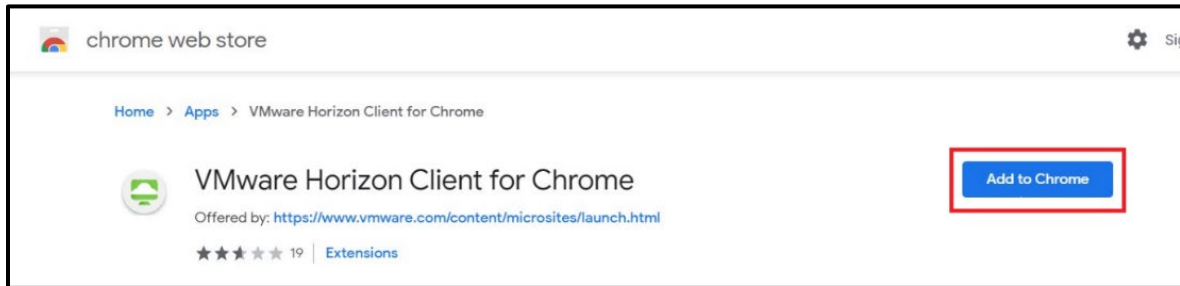 chrome web store
Home > Apps > VMware Horizon Client for Chrome
VMware Horizon Client for Chrome
Add to Chrome
Offered by: https://www.vmware.com/content/microsites/launch.html
19 | Extensions